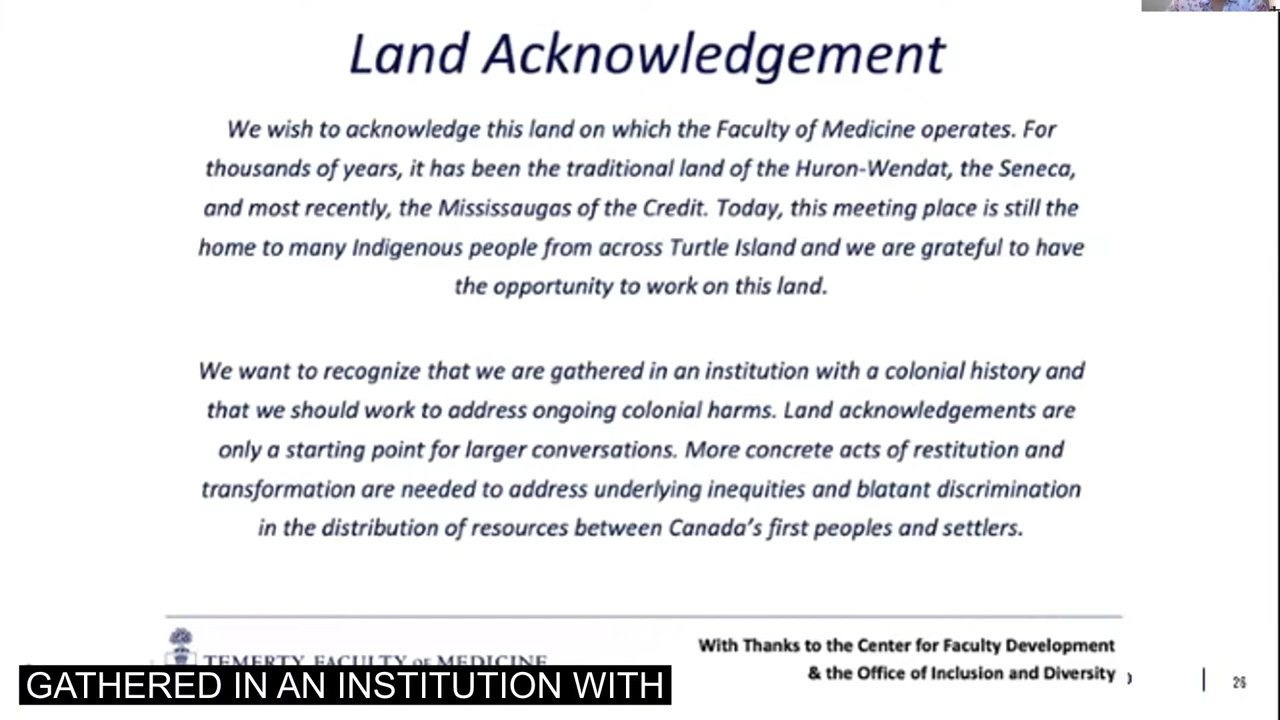 Land Acknowledgement
We wish to acknowledge this land on which the Faculty of Medicine operates. For
thousands of years, it has been the traditional land of the Huron-Wendat, the Seneca,
and most recently, the Mississaugas of the Credit. Today, this meeting place is still the
home to many Indigenous people from across Turtle Island and we are grateful to have
the opportunity to work on this land.
We want to recognize that we are gathered in an institution with a colonial history and
that we should work to address ongoing colonial harms. Land acknowledgements are
only a starting point for larger conversations. More concrete acts of restitution and
transformation are needed to address underlying inequities and blatant discrimination
in the distribution of resources between Canada's first peoples and settlers.
TEMERTY FACULTY OF MEDICINE
With Thanks to the Center for Faculty Development
& the Office of Inclusion and Diversity
26
GATHERED IN AN INSTITUTION WITH